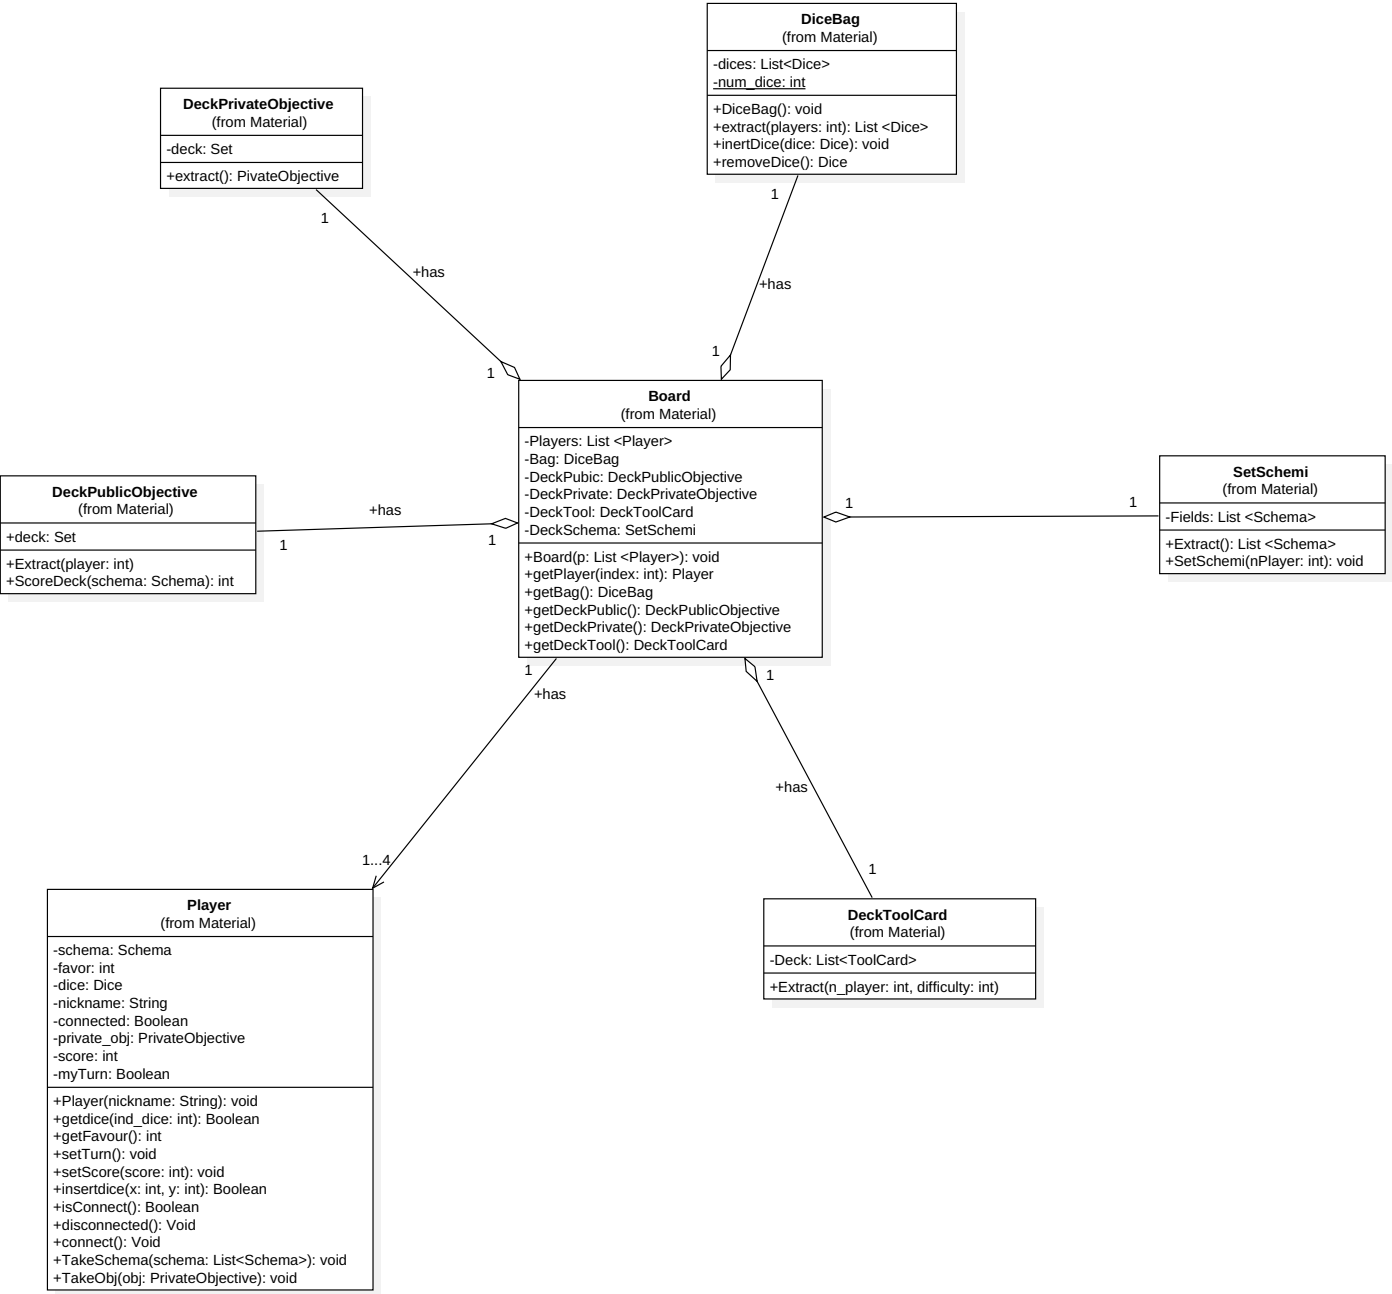 DiceBag
(from Material)
-dices: List<Dice>
-num_dice: int
+DiceBag(): void
+extract(players: int): List <Dice>
+inertDice(dice: Dice): void
+removeDice(): Dice
DeckPrivateObjective
(from Material)
-deck: Set
+extract(): PivateObjective
1
1
+has
+has
1
1
Board
(from Material)
-Players: List <Player>
-Bag: DiceBag
-DeckPubic: DeckPublicObjective
-DeckPrivate: DeckPrivateObjective
-DeckTool: DeckToolCard
-DeckSchema: SetSchemi
+Board(p: List <Player>): void
+getPlayer(index: int): Player
+getBag(): DiceBag
+getDeckPublic(): DeckPublicObjective
+getDeckPrivate(): DeckPrivateObjective
+getDeckTool(): DeckToolCard
DeckPublicObjective
(from Material)
+deck: Set
+Extract(player: int)
+ScoreDeck(schema: Schema): int
+has
1
1
1
1
SetSchemi
(from Material)
-Fields: List <Schema>
+Extract(): List <Schema>
+SetSchemi(nPlayer: int): void
1
+has
1
+has
1...4
1
Player
(from Material)
-schema: Schema
-favor: int
-dice: Dice
-nickname: String
-connected: Boolean
-private_obj: PrivateObjective
-score: int
-myTurn: Boolean
+Player(nickname: String): void
+getdice(ind_dice: int): Boolean
+getFavour(): int
+setTurn(): void
+setScore(score: int): void
+insertdice(x: int, y: int): Boolean
+isConnect(): Boolean
+disconnected(): Void
+connect(): Void
+TakeSchema(schema: List<Schema>): void
+TakeObj(obj: PrivateObjective): void
DeckToolCard
(from Material)
-Deck: List<ToolCard>
+Extract(n_player: int, difficulty: int)